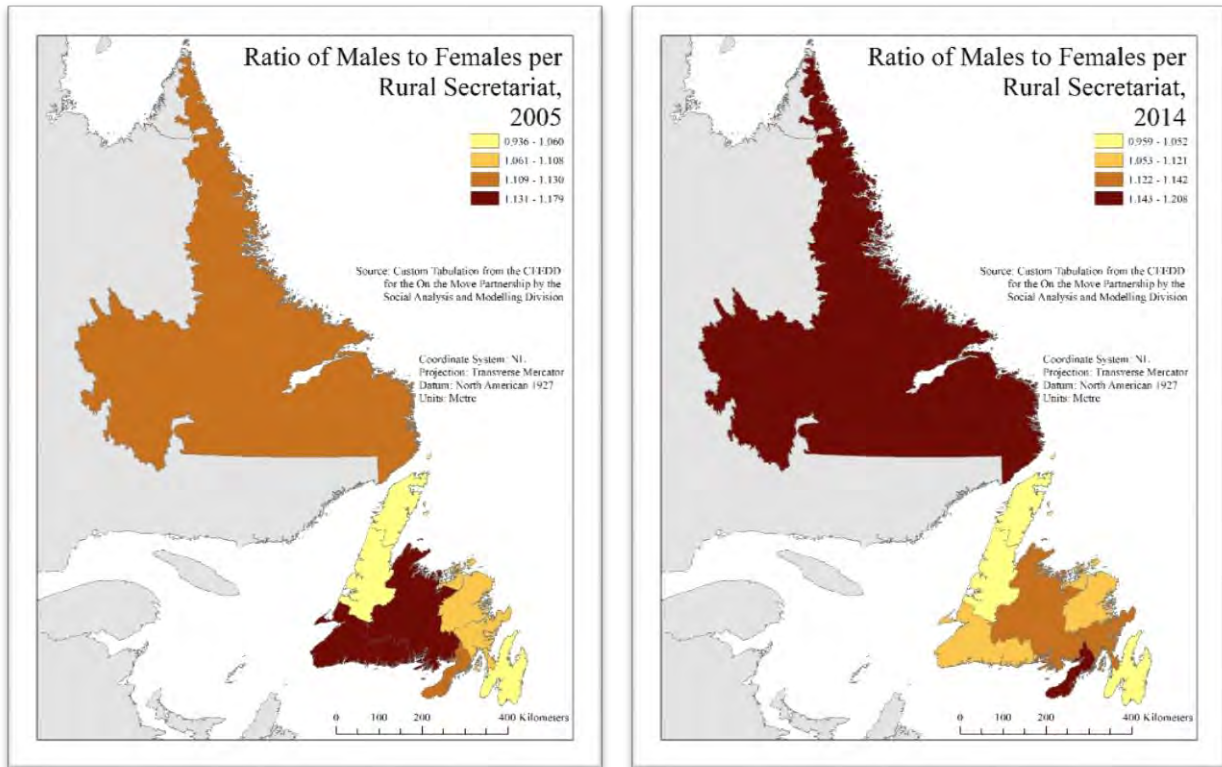 Ratio of Males to Females per
Rural Secretariat,
2005
0.936 - 1.060
1.061 - 1.108
1.109 - 1.130
1.131 - 1.179
Source: Custom Tabulation from the CEEDD
for the On the Move Partnership by the
Social Analysis and Modelling Division
Coordinate System: NL
Projection: Transverse Mercator
Datum: North American 1927
Units: Metre
0 100 200 400 Kilometers
Ratio of Males to Females per
Rural Secretariat,
2014
0.959 - 1.052
1.053 - 1.121
1.122 - 1.142
1.143 - 1.208
Source: Custom Tabulation from the CEEDD
for the On the Move Partnership by the
Social Analysis and Modelling Division
Coordinate System: NL
Projection: Transverse Mercator
Datum: North American 1927
Units: Metre
0 100 200 400 Kilometers